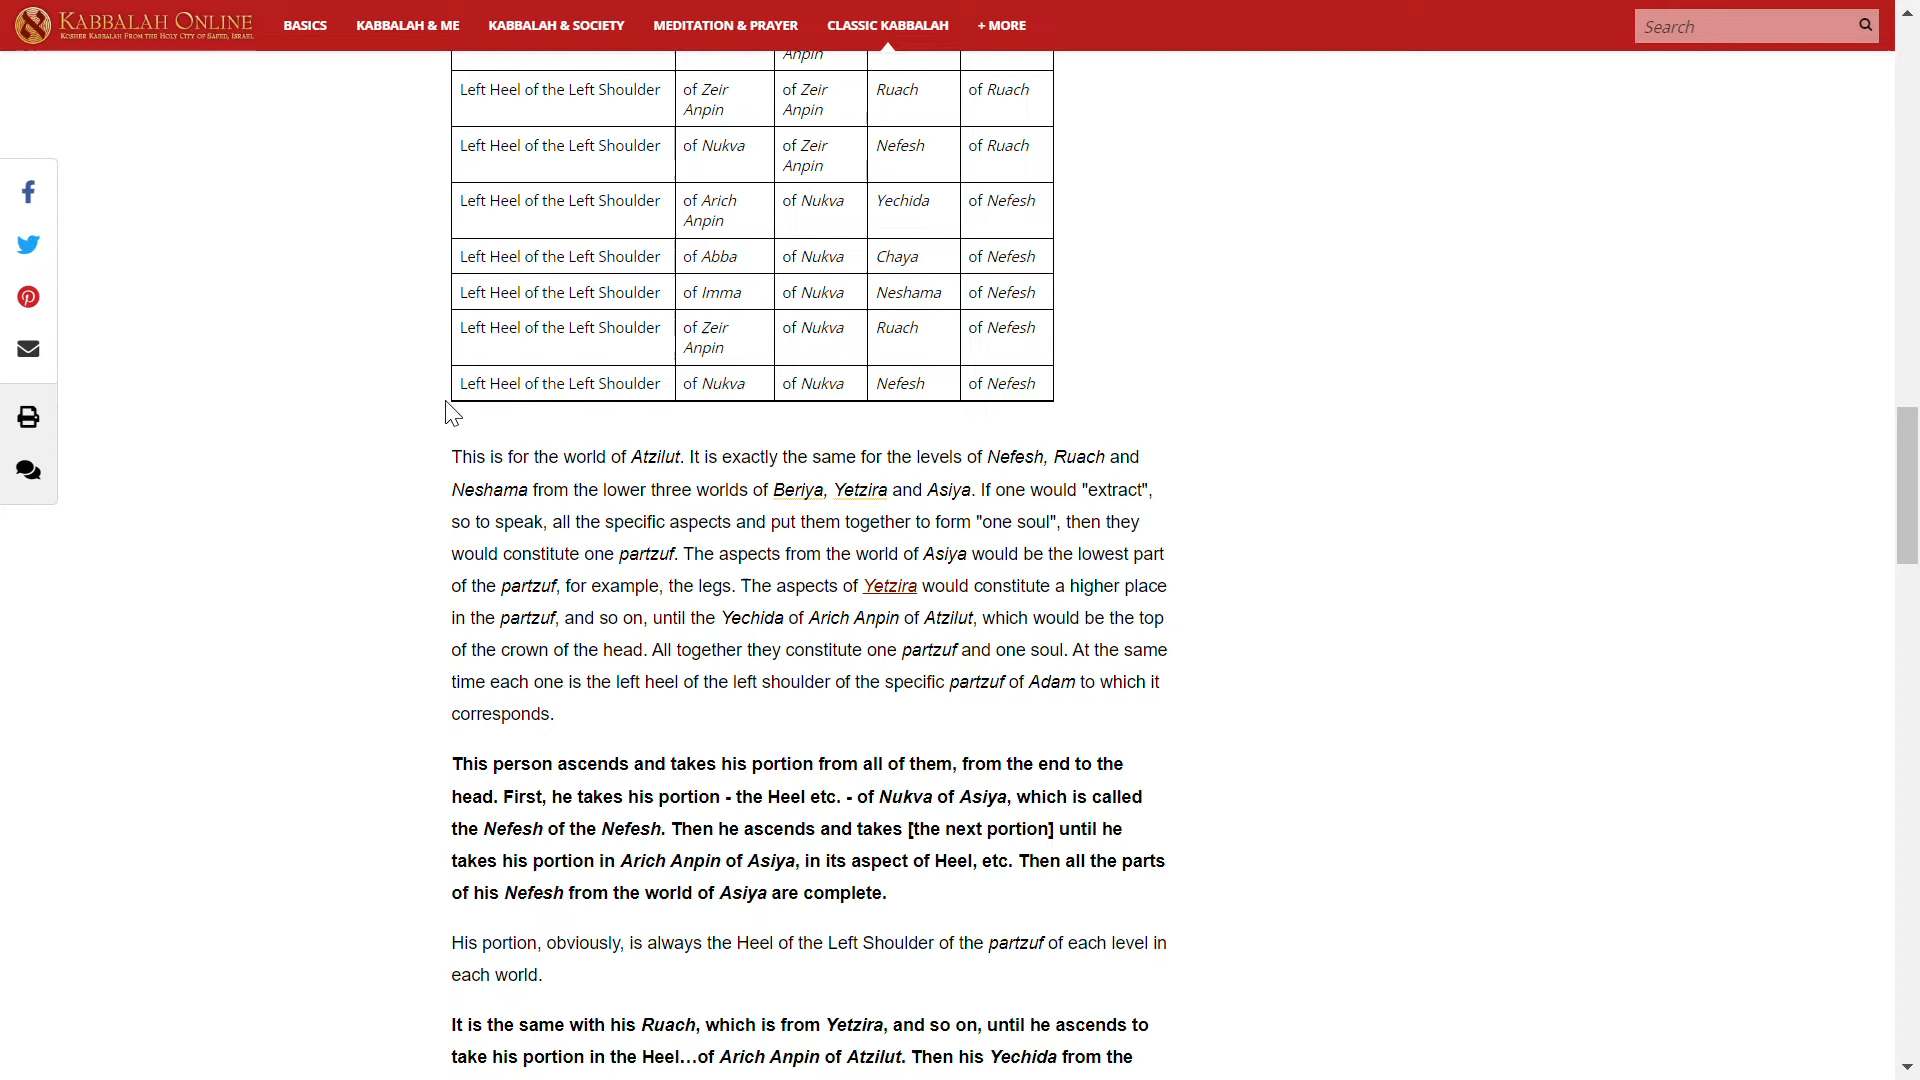 KABBALAH ONLINE
KOSHER KABBALAH FROM THE HOLY CITY OF SAFED, ISRAEL
BASICS KABBALAH & ME KABBALAH & SOCIETY MEDITATION & PRAYER CLASSIC KABBALAH + MORE Search
Anpin
Left Heel of the Left Shoulder of Zeir Anpin of Zeir Anpin Ruach of Ruach
Left Heel of the Left Shoulder of Nukva of Zeir Anpin Nefesh of Ruach
Left Heel of the Left Shoulder of Arich Anpin of Nukva Yechida of Nefesh
Left Heel of the Left Shoulder of Abba of Nukva Chaya of Nefesh
Left Heel of the Left Shoulder of Imma of Nukva Neshama of Nefesh
Left Heel of the Left Shoulder of Zeir Anpin of Nukva Ruach of Nefesh
Left Heel of the Left Shoulder of Nukva of Nukva Nefesh of Nefesh
This is for the world of Atzilut. It is exactly the same for the levels of Nefesh, Ruach and
Neshama from the lower three worlds of Beriya, Yetzira and Asiya. If one would "extract",
so to speak, all the specific aspects and put them together to form "one soul", then they
would constitute one partzuf. The aspects from the world of Asiya would be the lowest part
of the partzuf, for example, the legs. The aspects of Yetzira would constitute a higher place
in the partzuf, and so on, until the Yechida of Arich Anpin of Atzilut, which would be the top
of the crown of the head. All together they constitute one partzuf and one soul. At the same
time each one is the left heel of the left shoulder of the specific partzuf of Adam to which it
corresponds.
This person ascends and takes his portion from all of them, from the end to the
head. First, he takes his portion - the Heel etc. - of Nukva of Asiya, which is called
the Nefesh of the Nefesh. Then he ascends and takes [the next portion] until he
takes his portion in Arich Anpin of Asiya, in its aspect of Heel, etc. Then all the parts
of his Nefesh from the world of Asiya are complete.
His portion, obviously, is always the Heel of the Left Shoulder of the partzuf of each level in
each world.
It is the same with his Ruach, which is from Yetzira, and so on, until he ascends to
take his portion in the Heel…of Arich Anpin of Atzilut. Then his Yechida from the